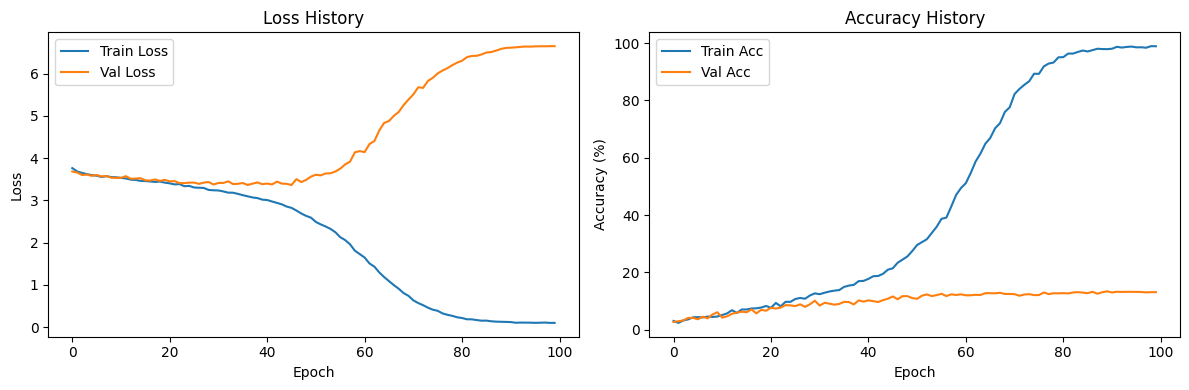 Loss History
Train Loss
Val Loss
Loss
6
5
4
3
2
1
0
0 20 40 60 80 100
Epoch
Accuracy History
Train Acc
Val Acc
Accuracy (%)
100
80
60
40
20
0
0 20 40 60 80 100
Epoch